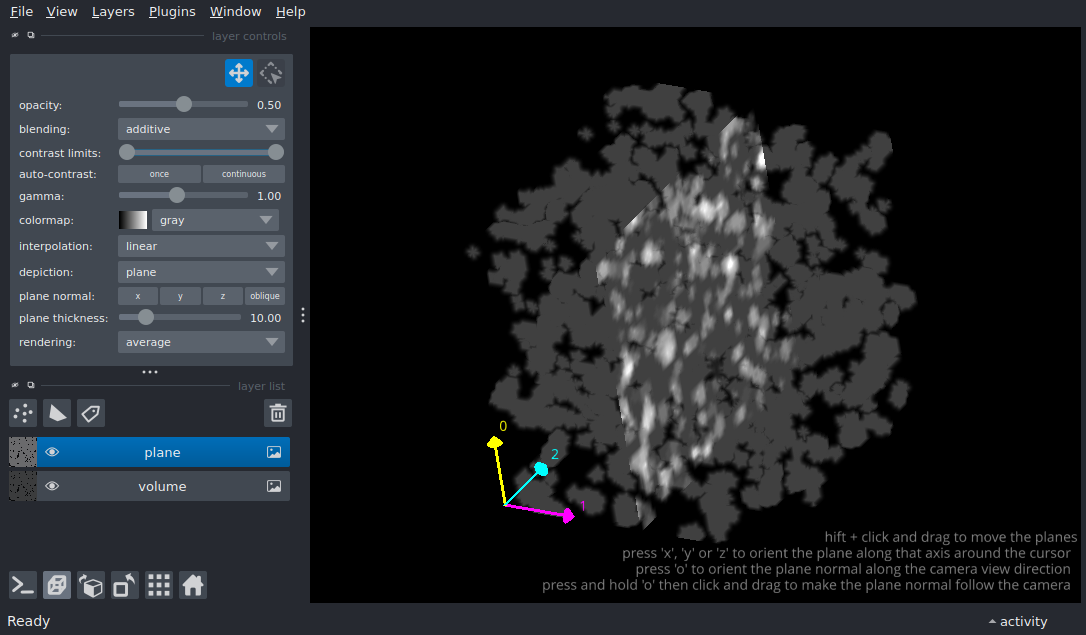 File View Layers Plugins Window Help
layer controls
opacity: 0.50
blending: additive
contrast limits:
auto-contrast: once continuous
gamma: 1.00
colormap: gray
interpolation: linear
depiction: plane
plane normal: x y z oblique
plane thickness: 10.00
rendering: average
layer list
plane
volume
0
2
1
hift + click and drag to move the planes
press 'x', 'y' or 'z' to orient the plane along that axis around the cursor
press 'o' to orient the plane normal along the camera view direction
press and hold 'o' then click and drag to make the plane normal follow the camera
Ready activity